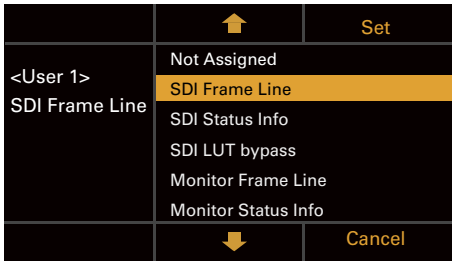 Set
<User 1>
SDI Frame Line
Not Assigned
SDI Frame Line
SDI Status Info
SDI LUT bypass
Monitor Frame Line
Monitor Status Info
Cancel